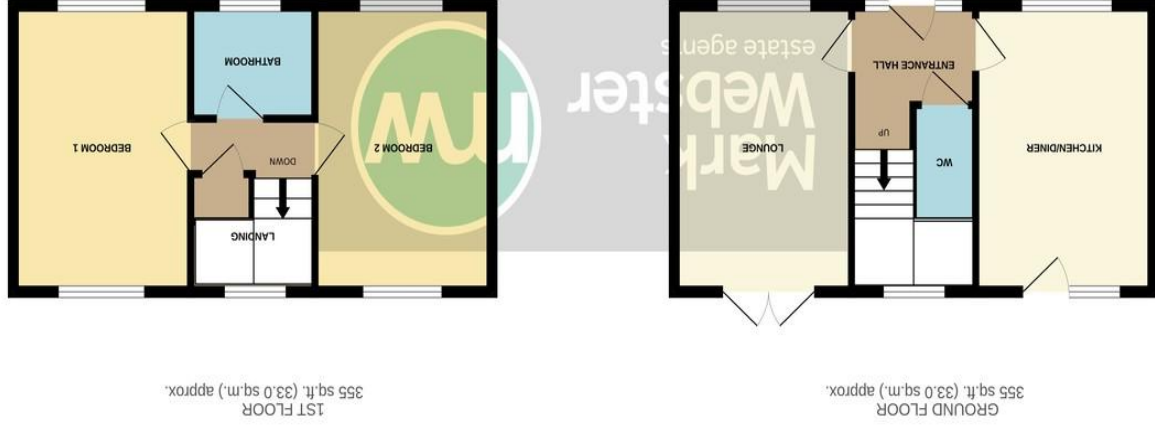 GROUND FLOOR
355 sq.ft. (33.0 sq.m.) approx.
1ST FLOOR
355 sq.ft. (33.0 sq.m.) approx.
KITCHEN/DINER
WC
UP
ENTRANCE HALL
LOUNGE
LANDING
DOWN
BEDROOM 2
BEDROOM 1
BATHROOM
mw
Mark
Webster
estate agents